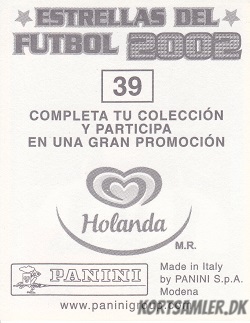 ESTRELLAS DEL
FUTBOL 2002
39
COMPLETA TU COLECCIÓN
Y PARTICIPA
EN UNA GRAN PROMOCIÓN
Holanda
M.R.
PANINI
Made in Italy
by PANINI S.p.A.
Modena
www.paninigroup.com
KORTSAMLER.DK